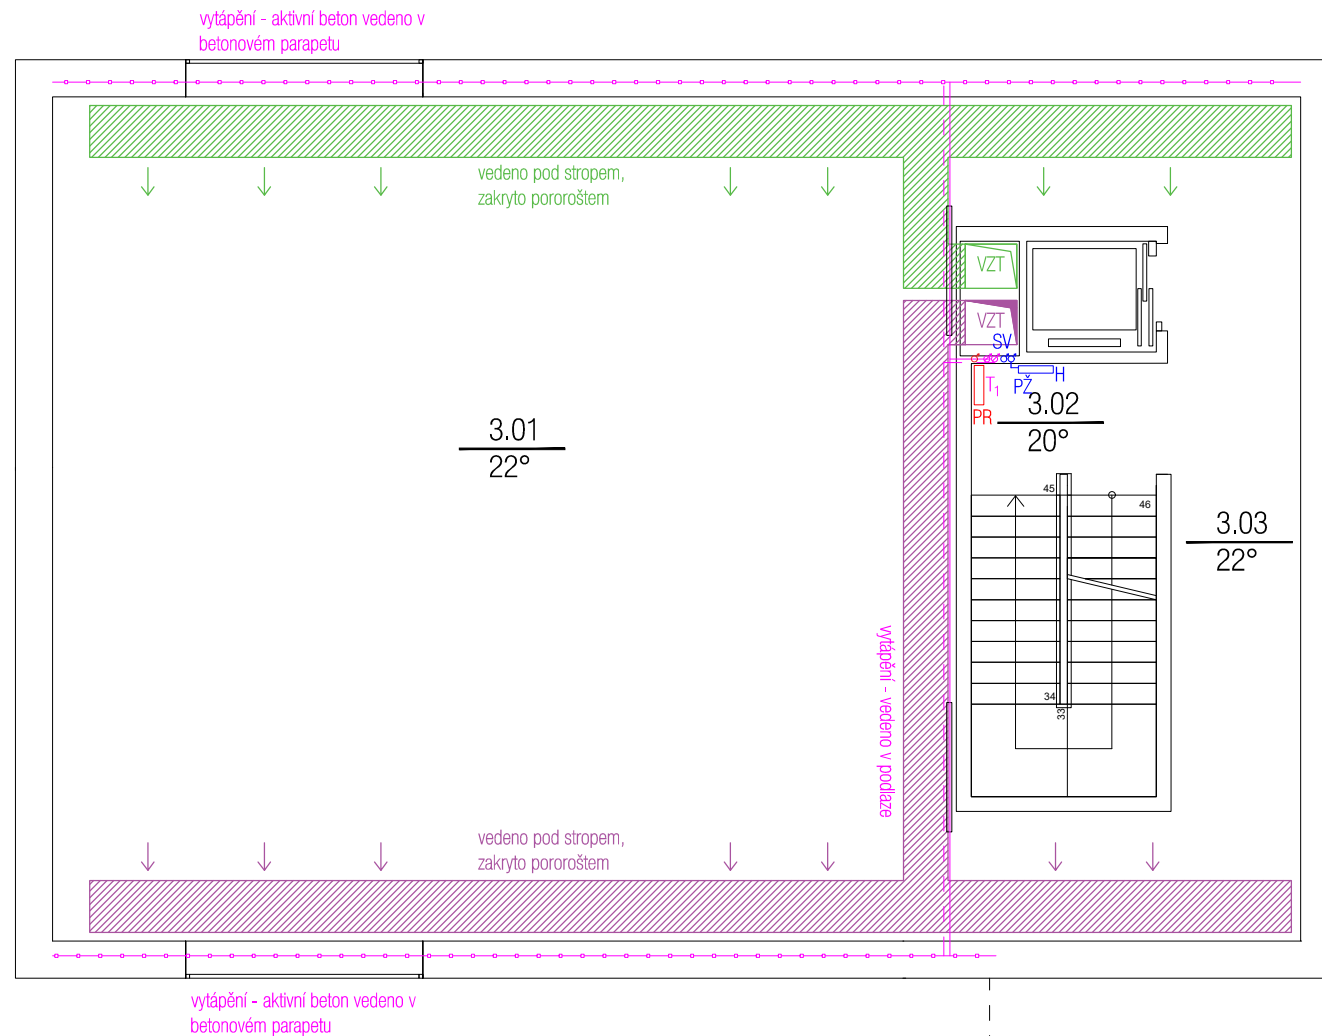 vytápění - aktivní beton vedeno v
betonovém parapetu
vedeno pod stropem,
zakryto pororoštem
VZT
VZT
SV
PŽ
H
T1
PR
3.01
22°
3.02
20°
3.03
22°
45
46
34
33
vytápění - vedeno v podlaze
vedeno pod stropem,
zakryto pororoštem
vytápění - aktivní beton vedeno v
betonovém parapetu